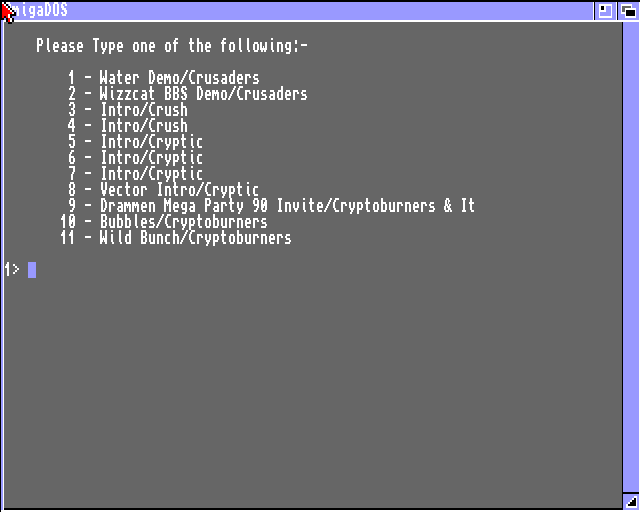 migaDOS
Please Type one of the following:-
1 - Water Demo/Crusaders
2 - Wizzcat BBS Demo/Crusaders
3 - Intro/Crush
4 - Intro/Crush
5 - Intro/Cryptic
6 - Intro/Cryptic
7 - Intro/Cryptic
8 - Vector Intro/Cryptic
9 - Drammen Mega Party 90 Invite/Cryptoburners & It
10 - Bubbles/Cryptoburners
11 - Wild Bunch/Cryptoburners
1>